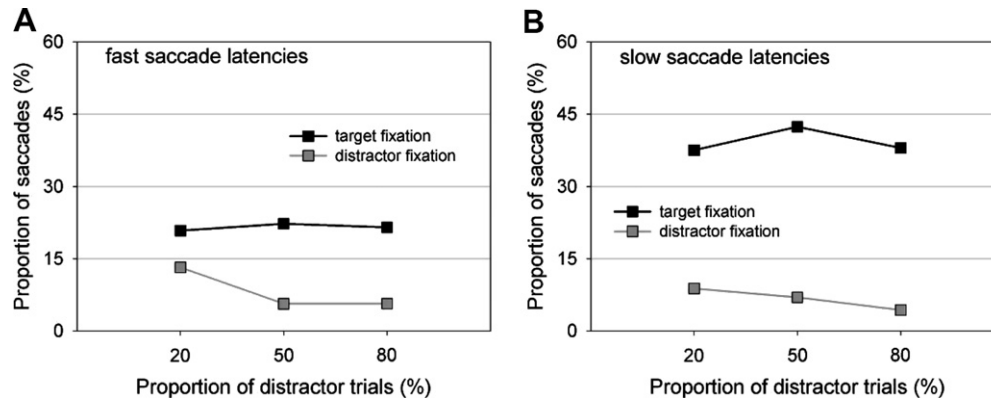 A
fast saccade latencies
Proportion of saccades (%)
60
45
30
15
0
target fixation
distractor fixation
20 50 80
Proportion of distractor trials (%)
B
slow saccade latencies
Proportion of saccades (%)
60
45
30
15
0
target fixation
distractor fixation
20 50 80
Proportion of distractor trials (%)